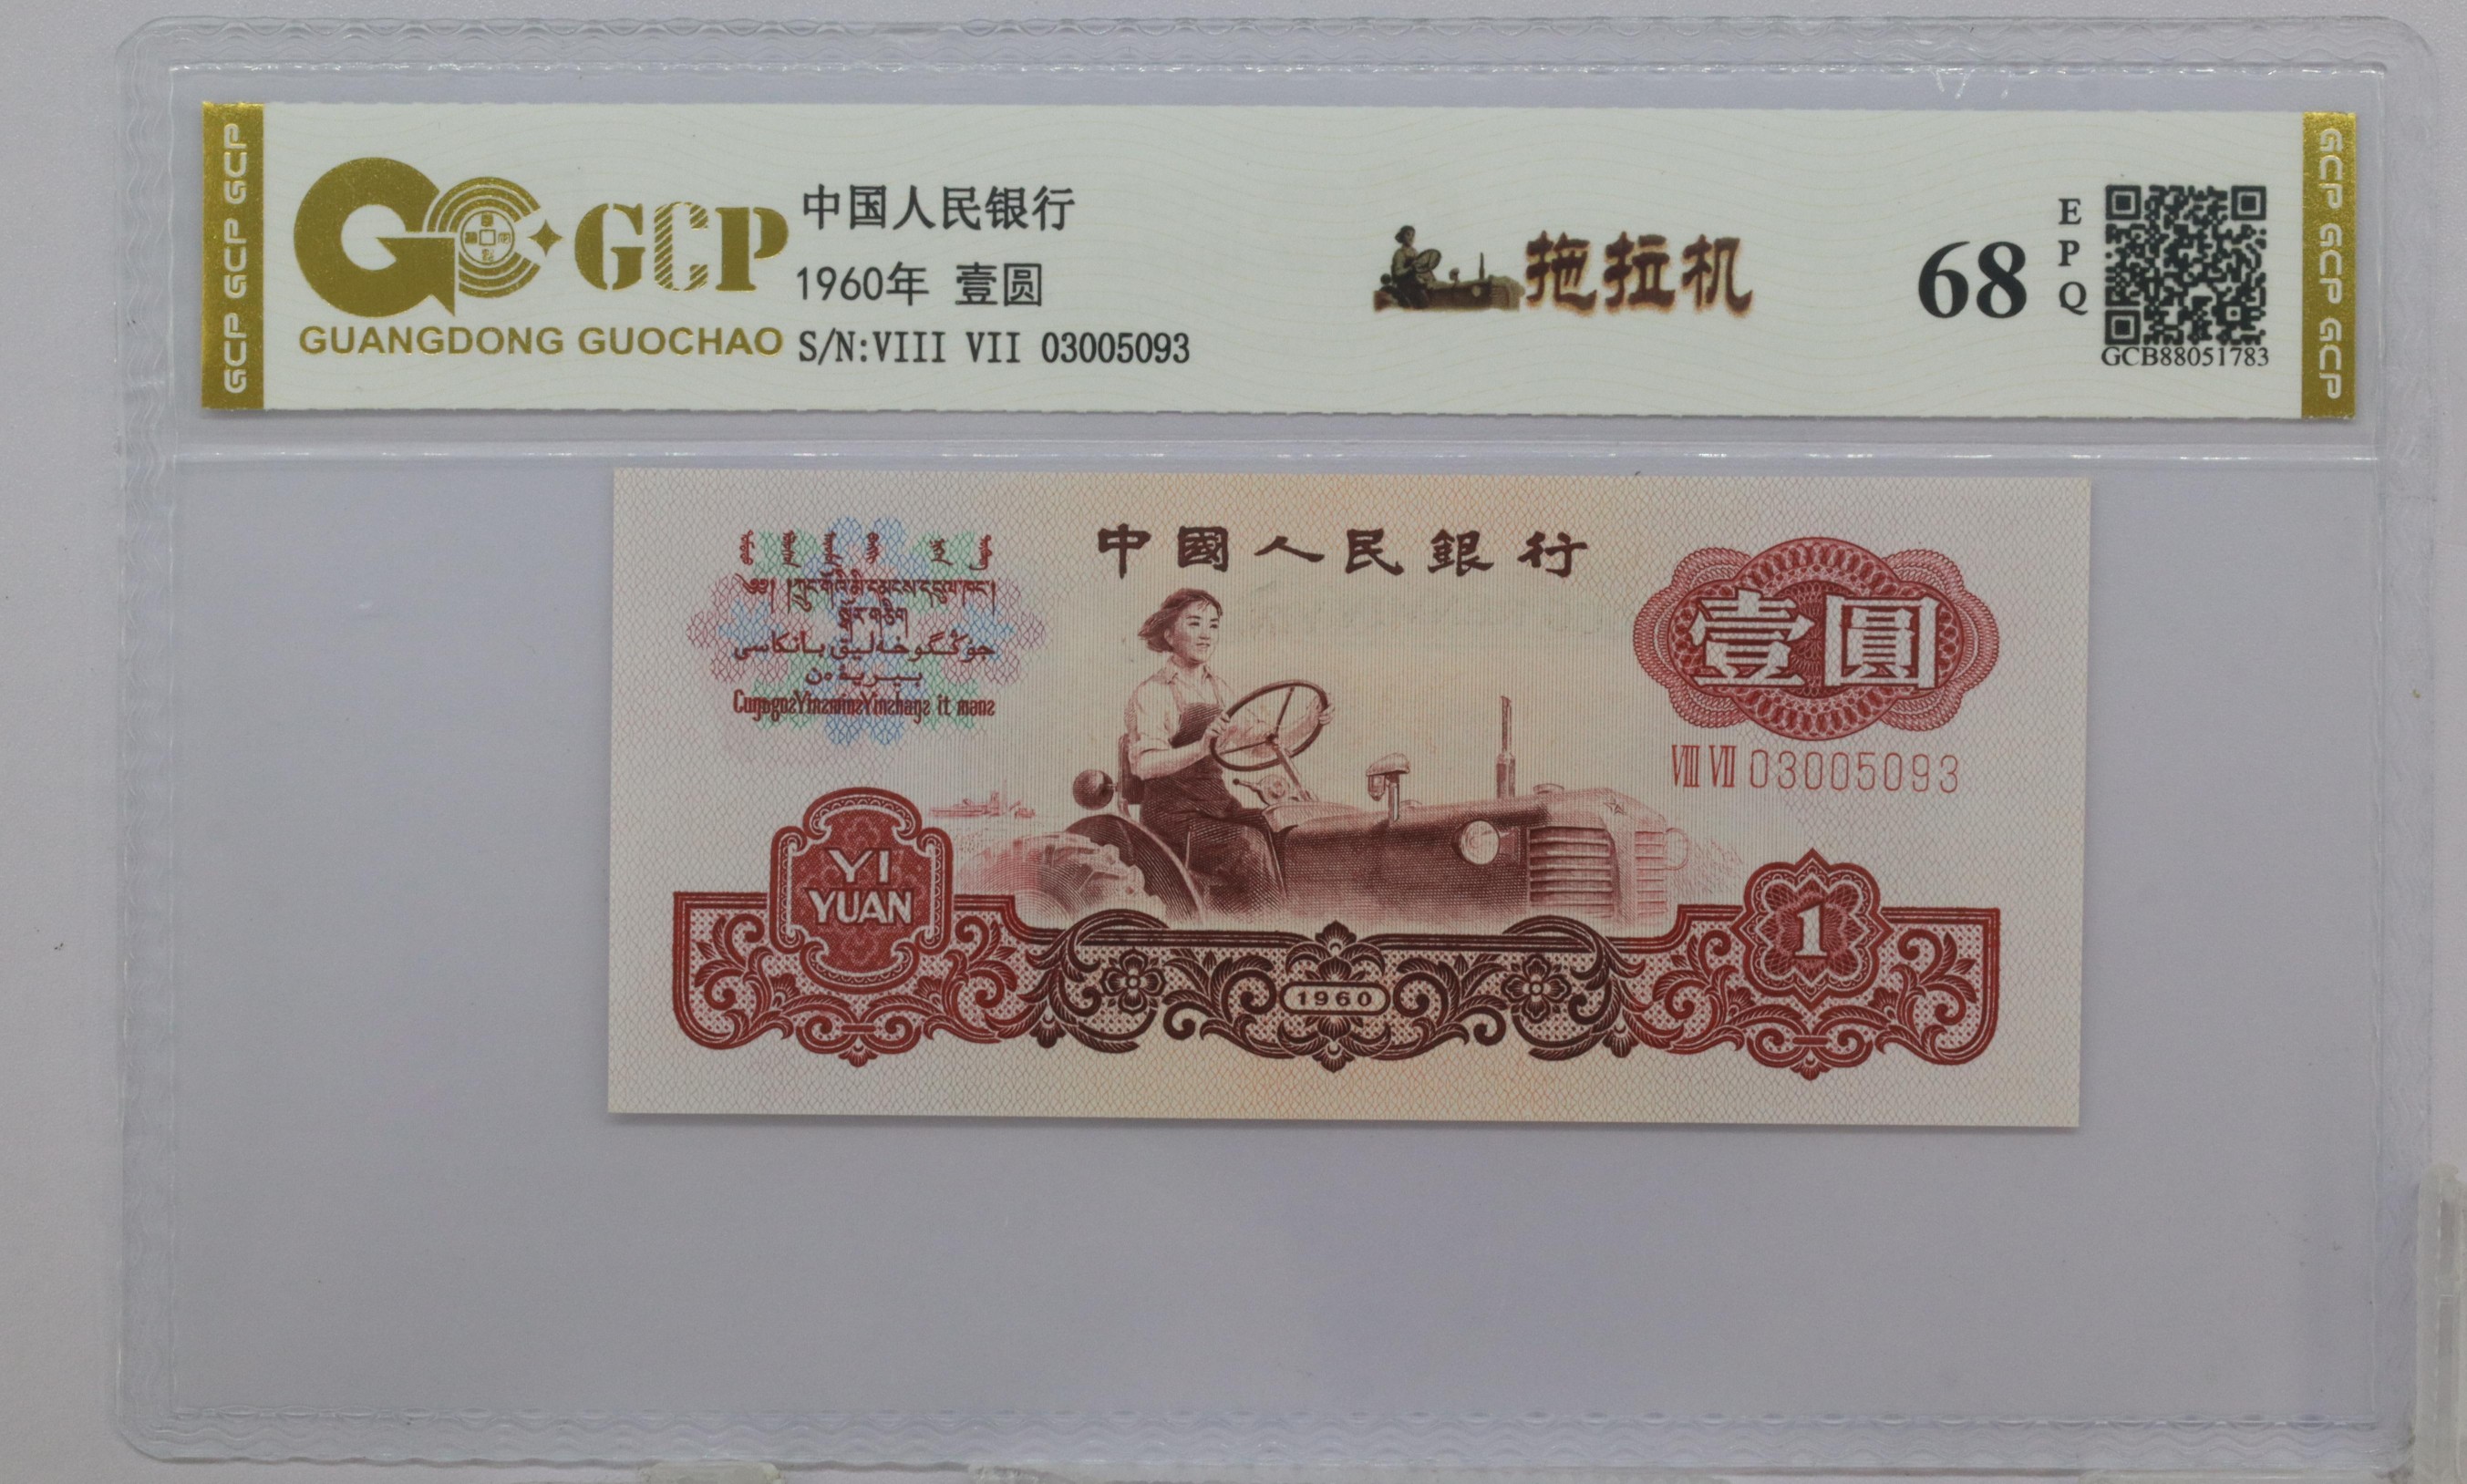 GCP GCP GCP
GCP
GUANGDONG GUOCHAO
中国人民银行
1960年 壹圆
S/N:VIII VII 03005093
拖拉机
68
EPQ
GCB88051783
GCP GCP GCP
中國人民銀行
壹圓
VIII VII 03005093
YI
YUAN
1960
1